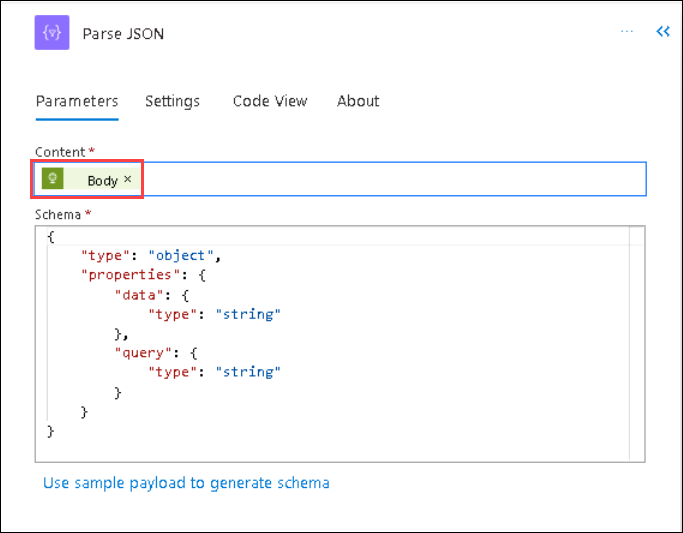 Parse JSON
Parameters Settings Code View About
Content *
Body ×
Schema *
{
    "type": "object",
    "properties": {
        "data": {
            "type": "string"
        },
        "query": {
            "type": "string"
        }
    }
}
Use sample payload to generate schema